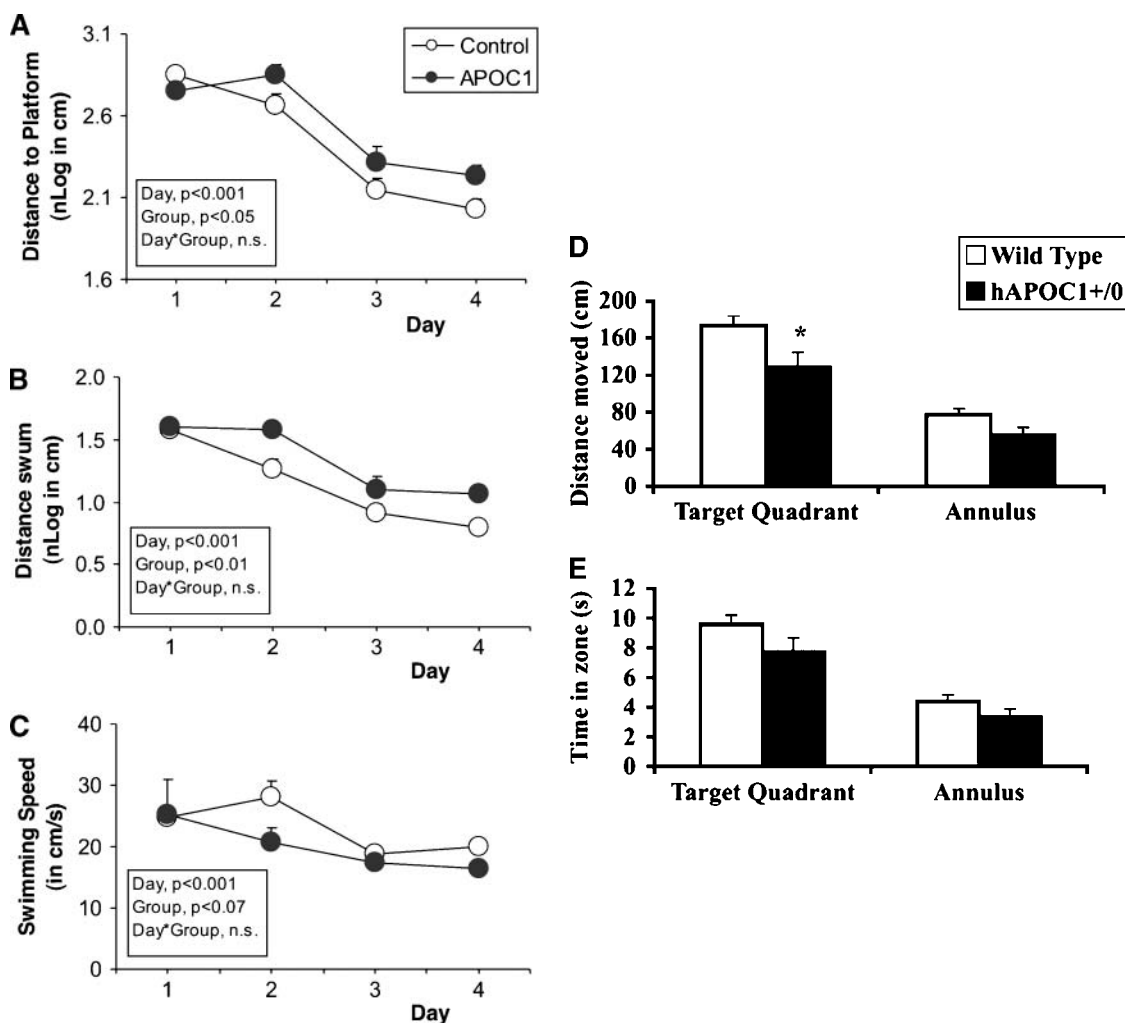 A
Distance to Platform
(nLog in cm)
3.1
2.6
2.1
1.6
Control
APOC1
Day, p<0.001
Group, p<0.05
Day*Group, n.s.
1 2 3 4
Day
B
Distance swum
(nLog in cm)
2.0
1.5
1.0
0.5
0.0
Day, p<0.001
Group, p<0.01
Day*Group, n.s.
1 2 3 4
Day
C
Swimming Speed
(in cm/s)
40
30
20
10
0
Day, p<0.001
Group, p<0.07
Day*Group, n.s.
1 2 3 4
Day
D
Wild Type
hAPOC1+/0
Distance moved (cm)
200
160
120
80
40
0
*
Target Quadrant Annulus
E
Time in zone (s)
12
10
8
6
4
2
0
Target Quadrant Annulus